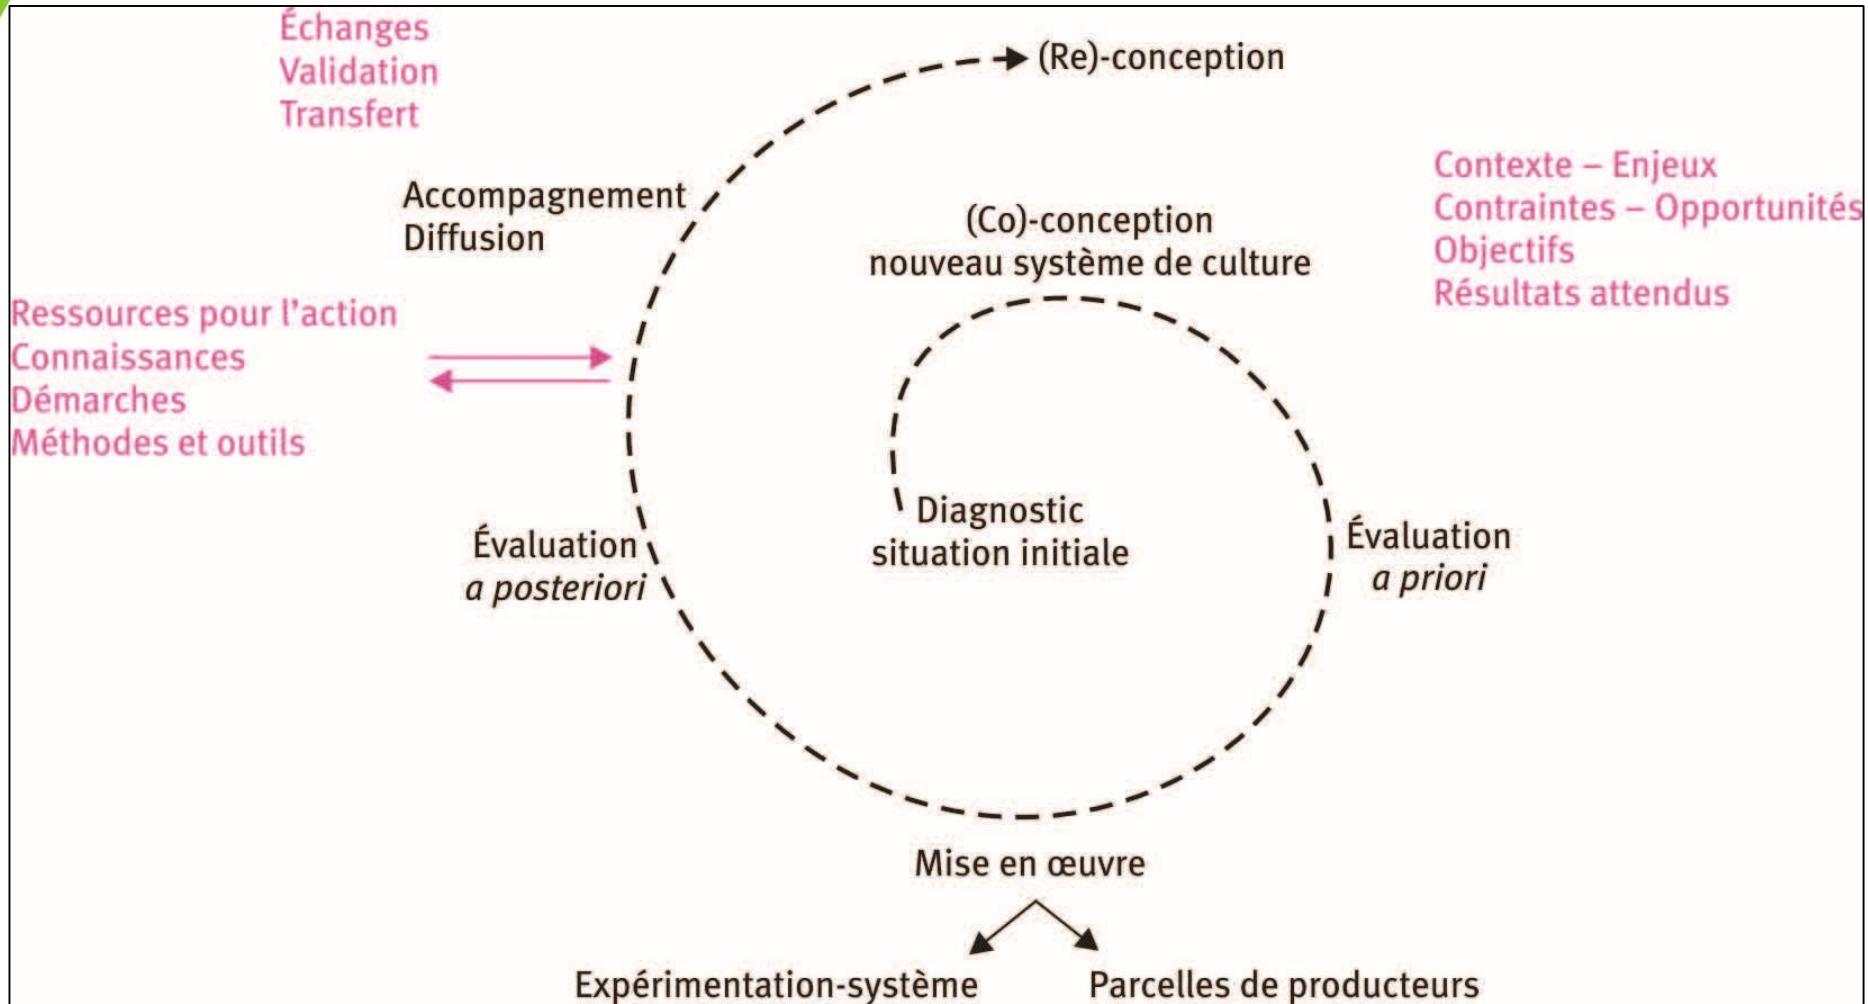 Échanges
Validation
Transfert
(Re)-conception
Accompagnement
Diffusion
(Co)-conception
nouveau système de culture
Contexte – Enjeux
Contraintes – Opportunités
Objectifs
Résultats attendus
Ressources pour l'action
Connaissances
Démarches
Méthodes et outils
Diagnostic
situation initiale
Évaluation
a posteriori
Évaluation
a priori
Mise en œuvre
Expérimentation-système
Parcelles de producteurs